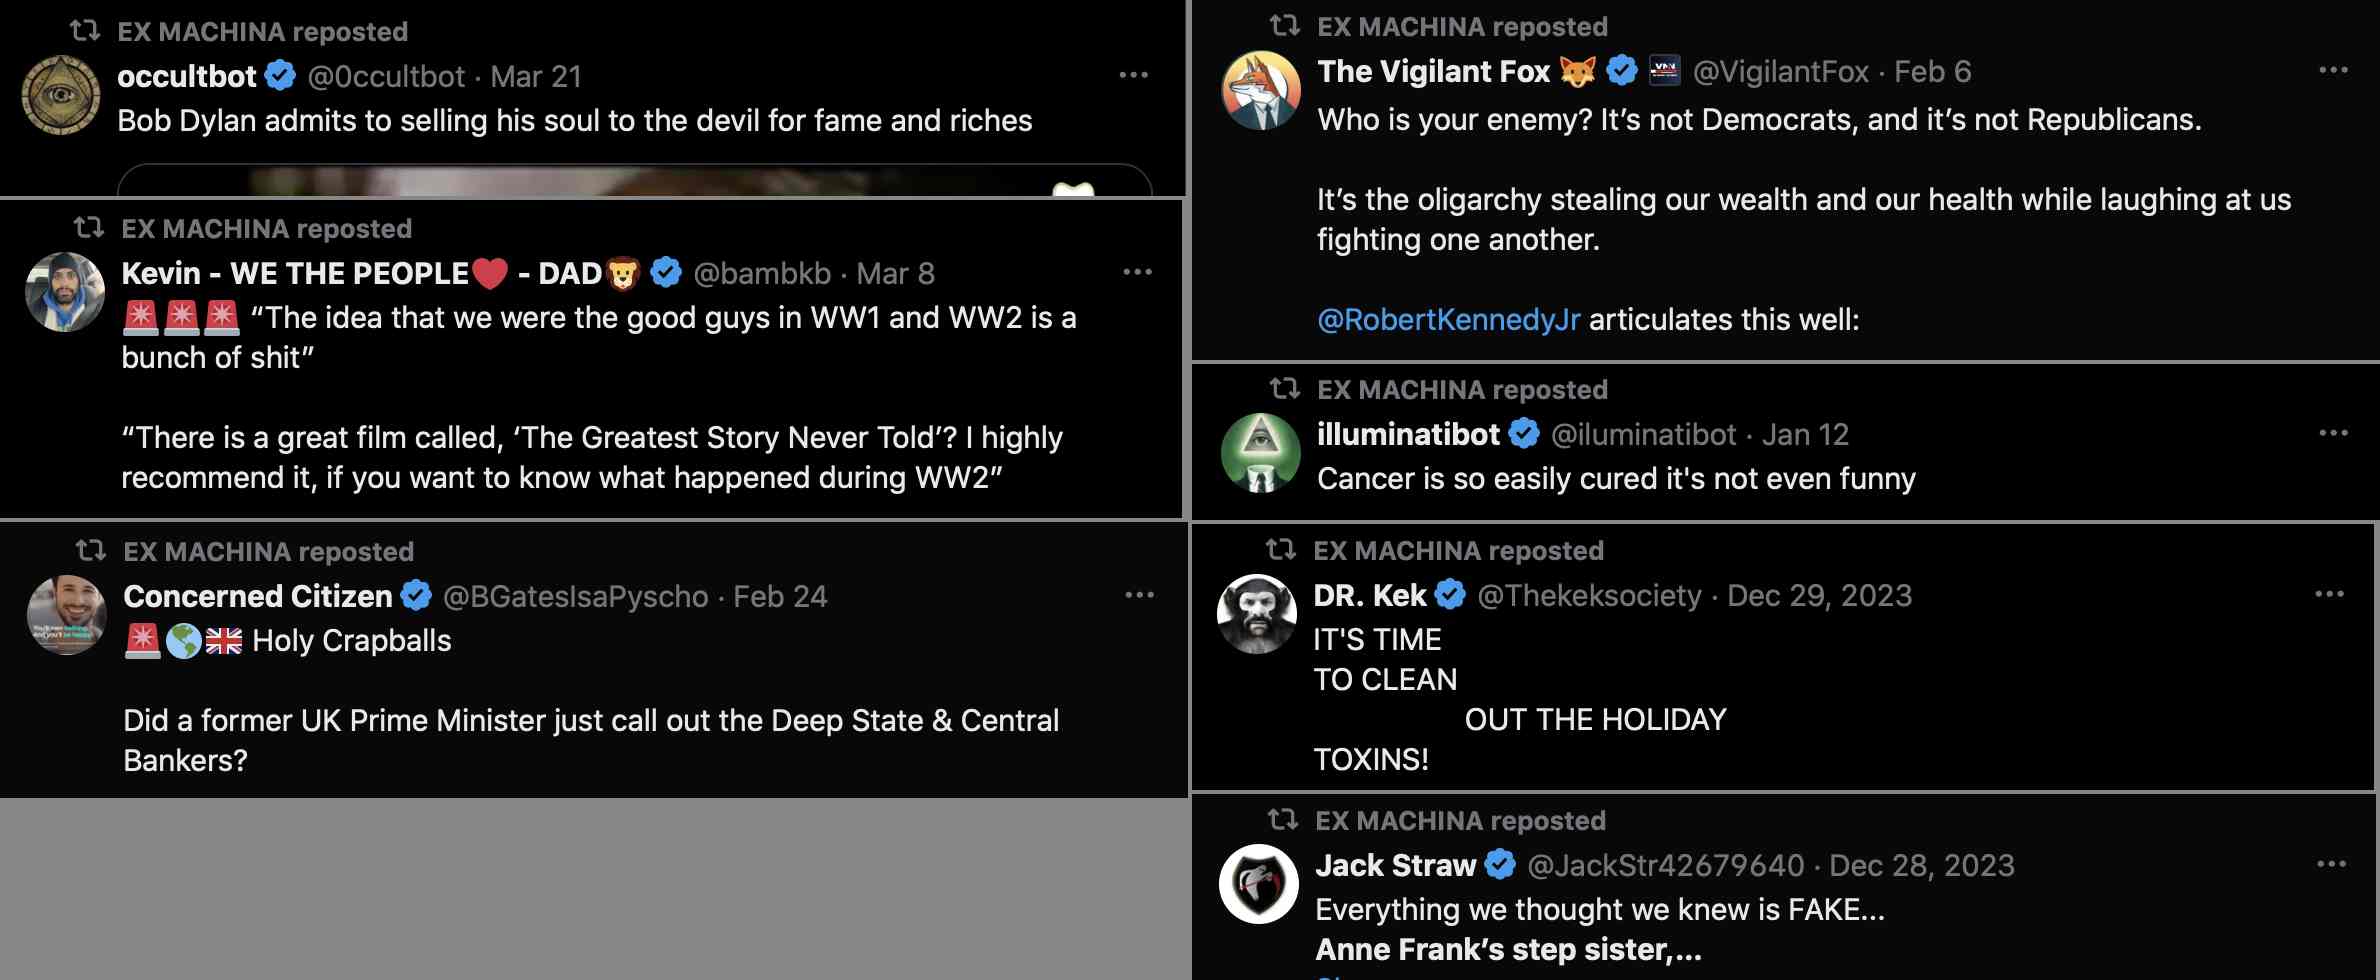 EX MACHINA reposted
occultbot @0ccultbot · Mar 21
Bob Dylan admits to selling his soul to the devil for fame and riches
EX MACHINA reposted
Kevin - WE THE PEOPLE❤️ - DAD🦁 @bambkb · Mar 8
🚨🚨🚨 “The idea that we were the good guys in WW1 and WW2 is a
bunch of shit”
“There is a great film called, ‘The Greatest Story Never Told’? I highly
recommend it, if you want to know what happened during WW2”
EX MACHINA reposted
Concerned Citizen @BGatesIsaPyscho · Feb 24
🚨🌎🇬🇧 Holy Crapballs
Did a former UK Prime Minister just call out the Deep State & Central
Bankers?
EX MACHINA reposted
The Vigilant Fox 🦊 @VigilantFox · Feb 6
Who is your enemy? It’s not Democrats, and it’s not Republicans.
It’s the oligarchy stealing our wealth and our health while laughing at us
fighting one another.
@RobertKennedyJr articulates this well:
EX MACHINA reposted
illuminatibot @iluminatibot · Jan 12
Cancer is so easily cured it's not even funny
EX MACHINA reposted
DR. Kek @Thekeksociety · Dec 29, 2023
IT'S TIME
TO CLEAN
OUT THE HOLIDAY
TOXINS!
EX MACHINA reposted
Jack Straw @JackStr42679640 · Dec 28, 2023
Everything we thought we knew is FAKE...
Anne Frank’s step sister,...